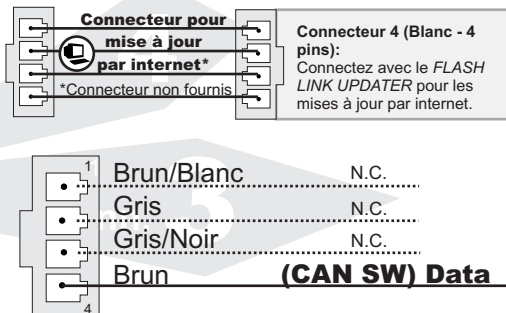 Connecteur pour
mise à jour
par internet*
*Connecteur non fournis
Connecteur 4 (Blanc - 4
pins):
Connectez avec le FLASH
LINK UPDATER pour les
mises à jour par internet.
1
Brun/Blanc N.C.
Gris N.C.
Gris/Noir N.C.
Brun (CAN SW) Data
4
3